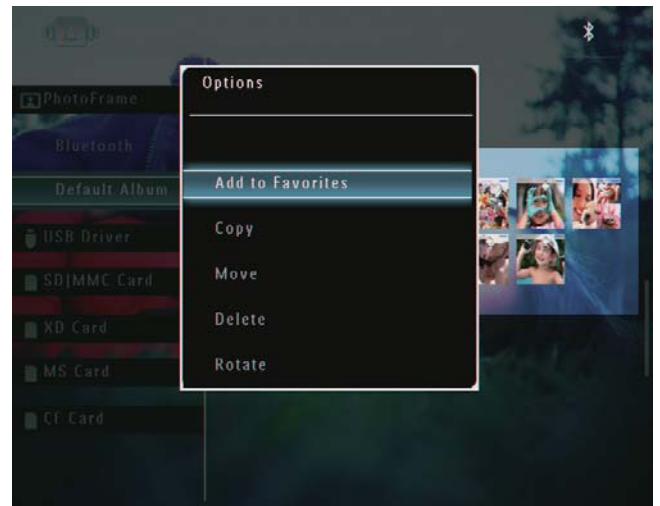 Options
PhotoFrame
Bluetooth
Default Album
USB Driver
SD|MMC Card
XD Card
MS Card
Cf Card
Add to Favorites
Copy
Move
Delete
Rotate